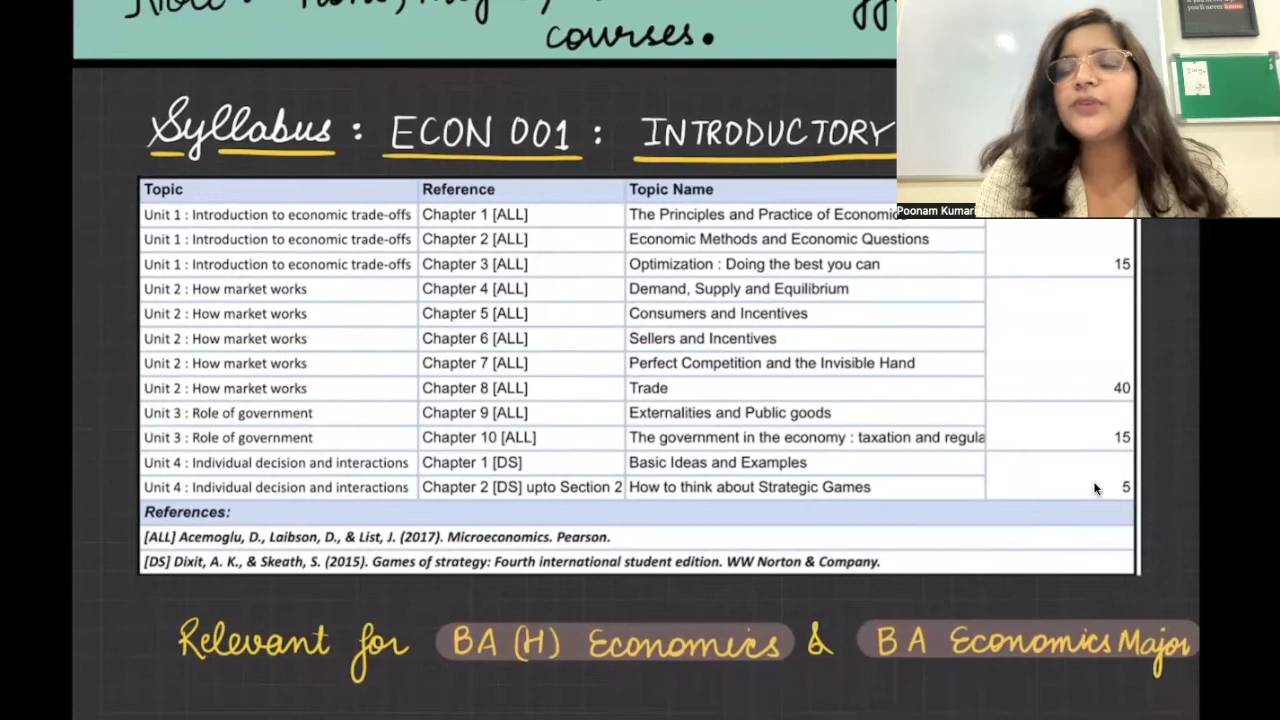 Note :
courses.
you'll never know
Syllabus : ECON 001 : INTRODUCTORY
Poonam Kumari
Topic Reference Topic Name
Unit 1 : Introduction to economic trade-offs Chapter 1 [ALL] The Principles and Practice of Economic
Unit 1 : Introduction to economic trade-offs Chapter 2 [ALL] Economic Methods and Economic Questions
Unit 1 : Introduction to economic trade-offs Chapter 3 [ALL] Optimization : Doing the best you can 15
Unit 2 : How market works Chapter 4 [ALL] Demand, Supply and Equilibrium
Unit 2 : How market works Chapter 5 [ALL] Consumers and Incentives
Unit 2 : How market works Chapter 6 [ALL] Sellers and Incentives
Unit 2 : How market works Chapter 7 [ALL] Perfect Competition and the Invisible Hand
Unit 2 : How market works Chapter 8 [ALL] Trade 40
Unit 3 : Role of government Chapter 9 [ALL] Externalities and Public goods
Unit 3 : Role of government Chapter 10 [ALL] The government in the economy : taxation and regula 15
Unit 4 : Individual decision and interactions Chapter 1 [DS] Basic Ideas and Examples
Unit 4 : Individual decision and interactions Chapter 2 [DS] upto Section 2 How to think about Strategic Games 5
References:
[ALL] Acemoglu, D., Laibson, D., & List, J. (2017). Microeconomics. Pearson.
[DS] Dixit, A. K., & Skeath, S. (2015). Games of strategy: Fourth international student edition. WW Norton & Company.
Relevant for BA (H) Economics & BA Economics Major